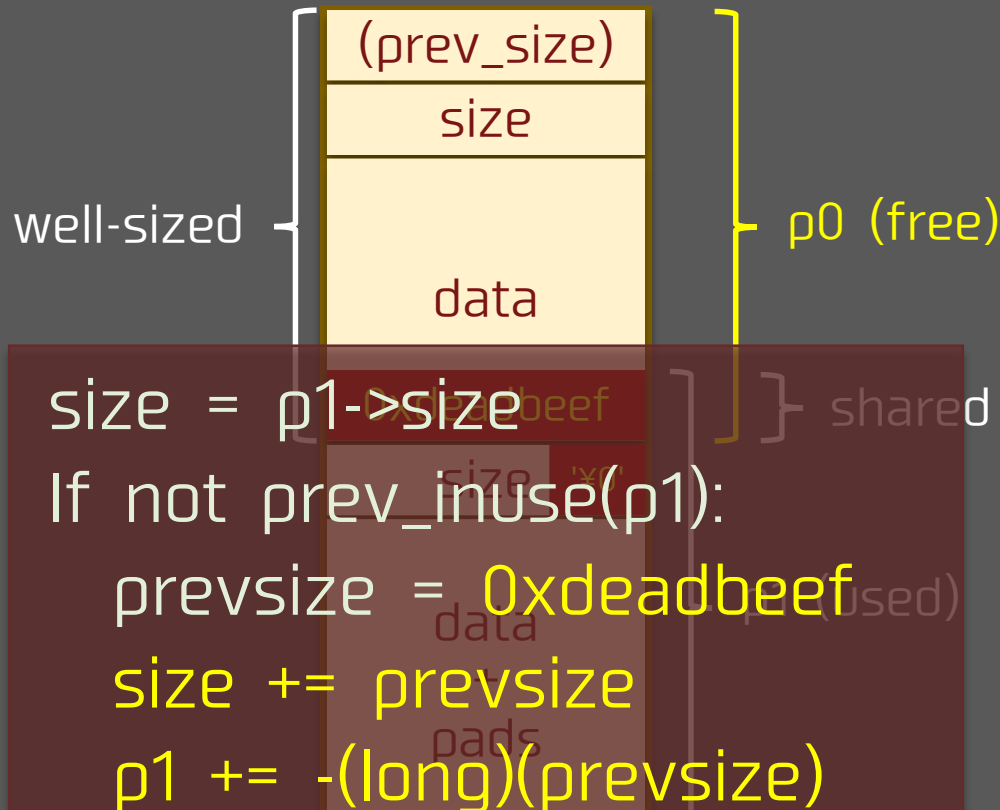 (prev_size)
size
well-sized
p0 (free)
data
0xdeadbeef
shared
size = p1->size
size '¥0'
If not prev_inuse(p1):
prevsize = 0xdeadbeef
p1 (used)
data
+
pads
size += prevsize
p1 += -(long)(prevsize)